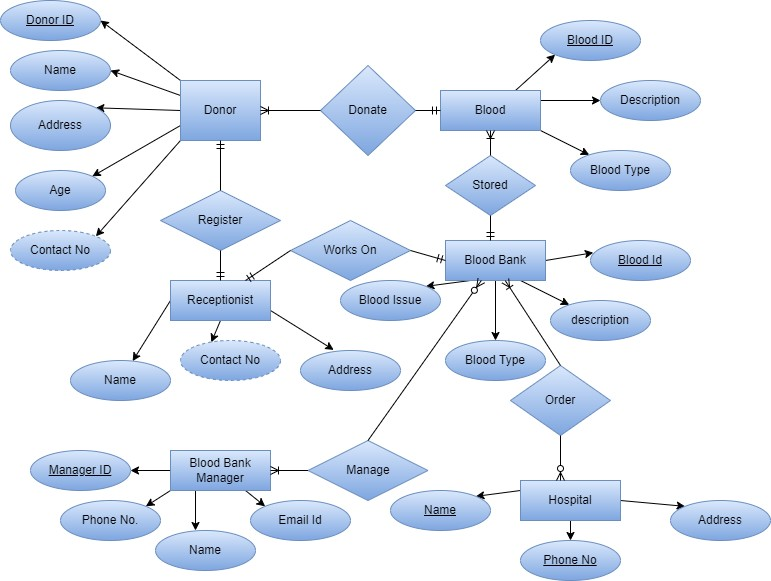 Donor ID
Name
Address
Age
Contact No
Donor
Donate
Blood
Blood ID
Description
Blood Type
Stored
Register
Works On
Blood Bank
Blood Id
description
Blood Type
Blood Issue
Receptionist
Name
Contact No
Address
Order
Manage
Blood Bank
Manager
Manager ID
Phone No.
Name
Email Id
Hospital
Name
Phone No
Address